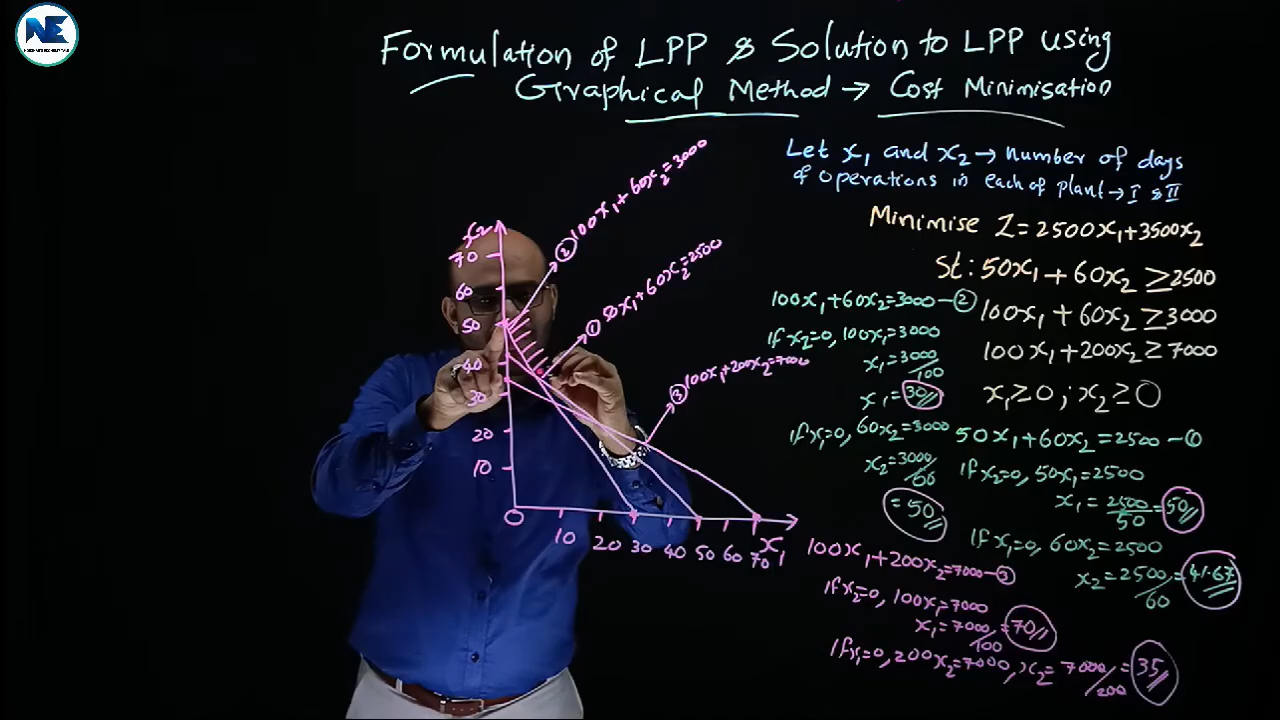 NE
Formulation of LPP & Solution to LPP using
Graphical Method → Cost Minimisation
Let x₁ and x₂ → number of days
of operations in each of plant → I & II
Minimise Z = 2500x₁ + 3500x₂
St: 50x₁ + 60x₂ ≥ 2500
100x₁ + 60x₂ ≥ 3000
100x₁ + 200x₂ ≥ 7000
x₁ ≥ 0; x₂ ≥ 0
100x₁ + 60x₂ = 3000 — ②
If x₂=0, 100x₁ = 3000
x₁ = 3000/100
x₁ = 30
If x₁=0, 60x₂ = 3000
x₂ = 3000/60
= 50
50x₁ + 60x₂ = 2500 — ①
If x₂=0, 50x₁ = 2500
x₁ = 2500/50 = 50
If x₁=0, 60x₂ = 2500
x₂ = 2500/60 = 41.67
100x₁ + 200x₂ = 7000 — ③
If x₂=0, 100x₁ = 7000
x₁ = 7000/100 = 70
If x₁=0, 200x₂ = 7000, x₂ = 7000/200 = 35
② 100x₁ + 60x₂ = 3000
① 50x₁ + 60x₂ = 2500
③ 100x₁ + 200x₂ = 7000
x₂
70
60
50
40
30
20
10
O
10 20 30 40 50 60 70 x₁